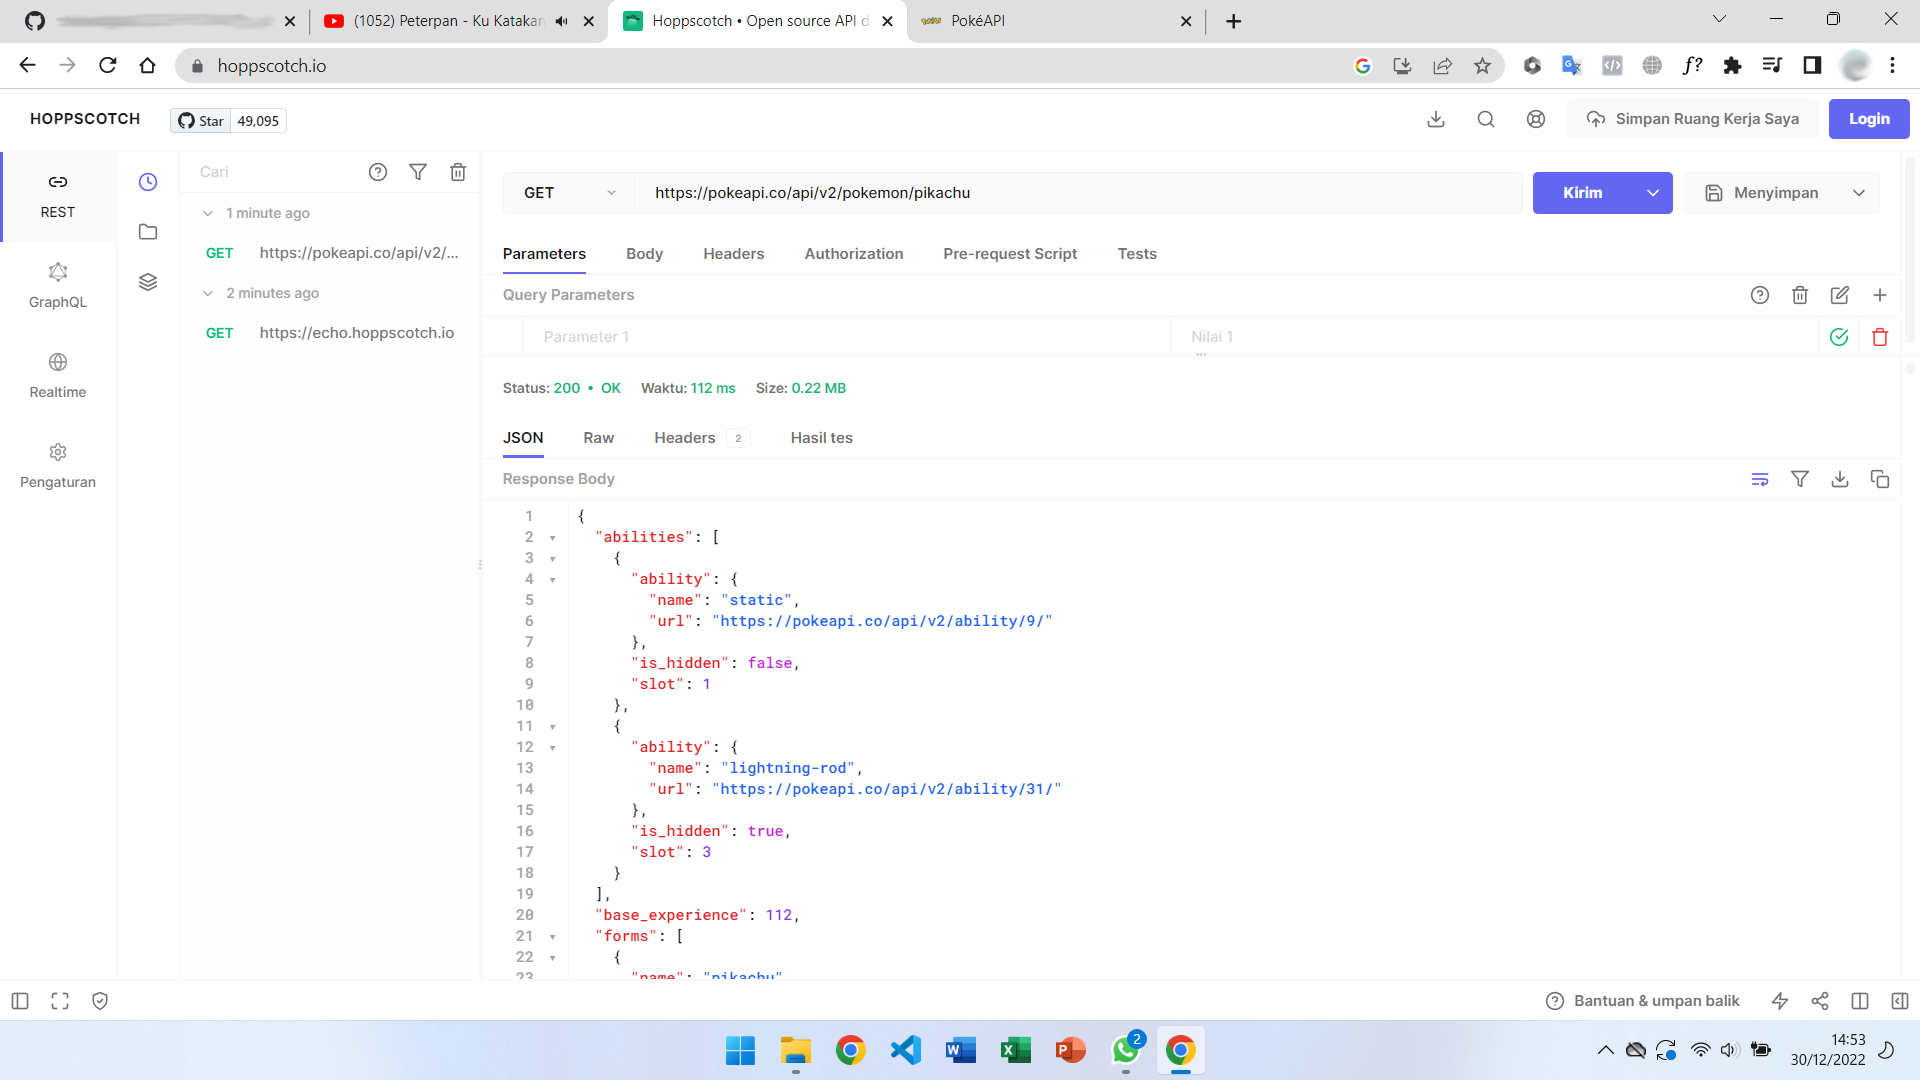 (1052) Peterpan - Ku Katakan
Hoppscotch • Open source API d
PokéAPI
hoppscotch.io
HOPPSCOTCH
Star 49,095
Simpan Ruang Kerja Saya
Login
REST
GraphQL
Realtime
Pengaturan
Cari
1 minute ago
GET https://pokeapi.co/api/v2/...
2 minutes ago
GET https://echo.hoppscotch.io
GET https://pokeapi.co/api/v2/pokemon/pikachu
Kirim
Menyimpan
Parameters Body Headers Authorization Pre-request Script Tests
Query Parameters
Parameter 1 Nilai 1
Status: 200 • OK Waktu: 112 ms Size: 0.22 MB
JSON Raw Headers 2 Hasil tes
Response Body
1 {
2 "abilities": [
3 {
4 "ability": {
5 "name": "static",
6 "url": "https://pokeapi.co/api/v2/ability/9/"
7 },
8 "is_hidden": false,
9 "slot": 1
10 },
11 {
12 "ability": {
13 "name": "lightning-rod",
14 "url": "https://pokeapi.co/api/v2/ability/31/"
15 },
16 "is_hidden": true,
17 "slot": 3
18 }
19 ],
20 "base_experience": 112,
21 "forms": [
22 {
23 "name": "pikachu"
Bantuan & umpan balik
2
14:53
30/12/2022